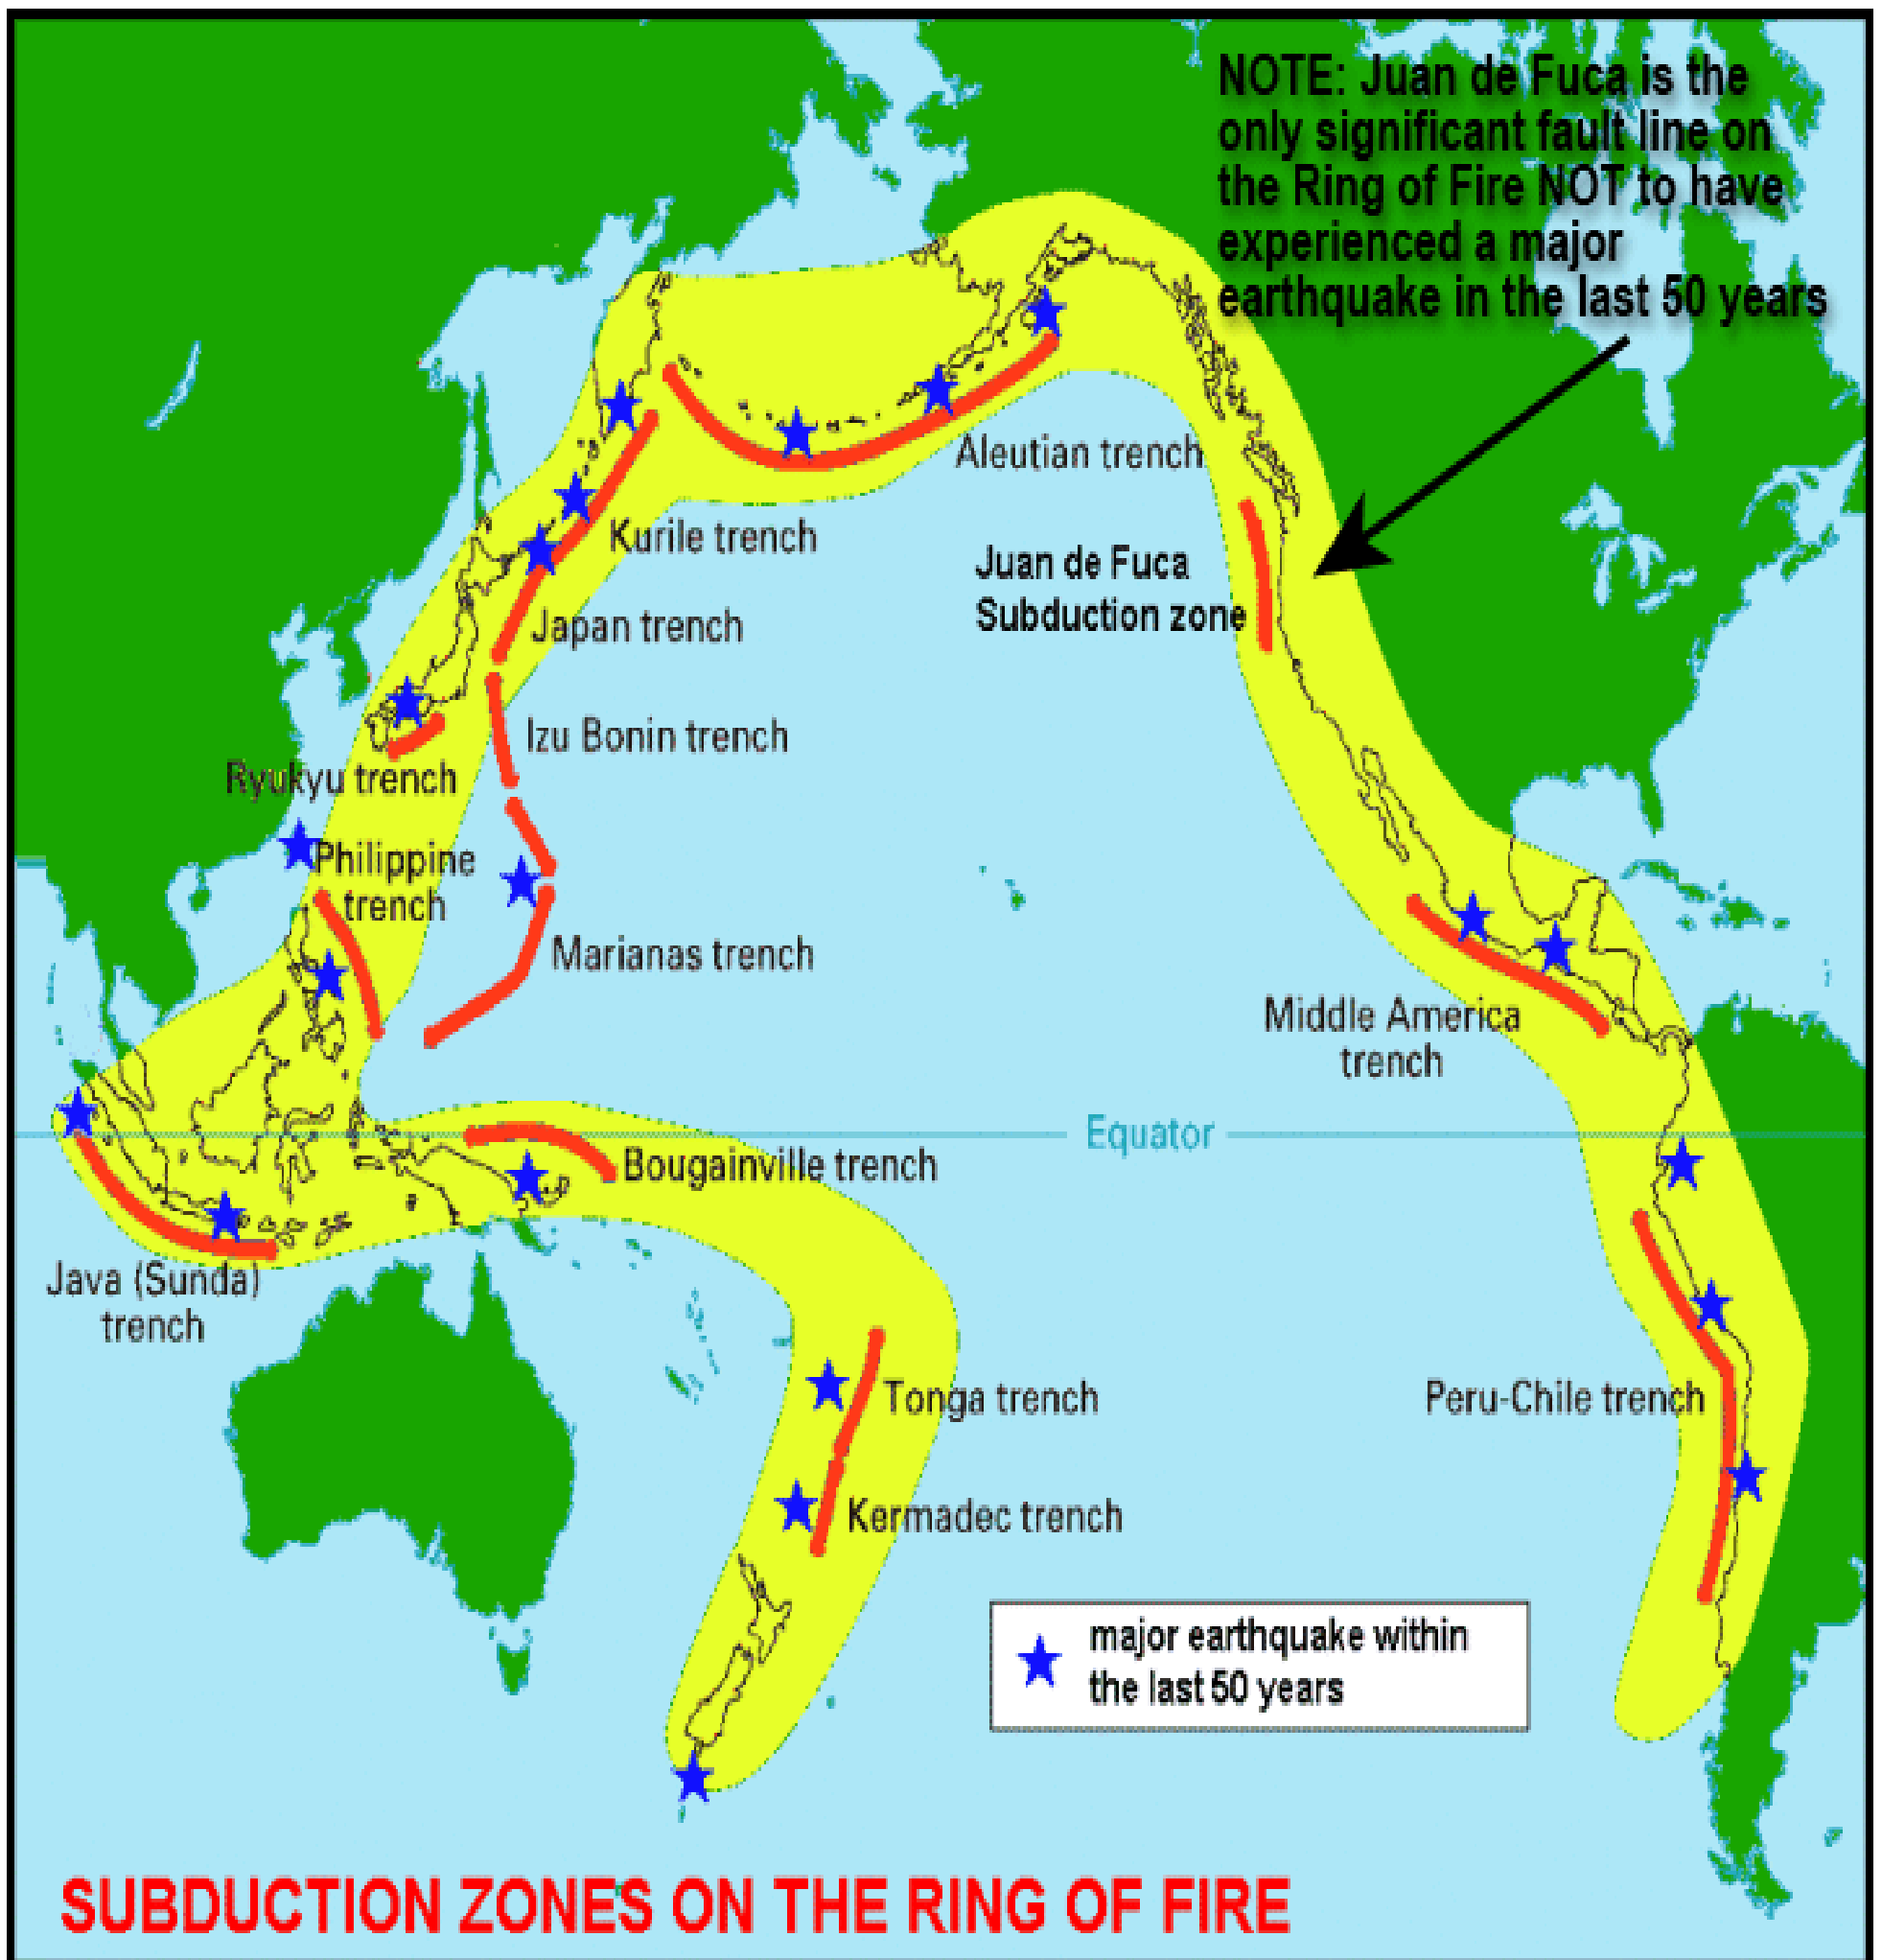 NOTE: Juan de Fuca is the
only significant fault line on
the Ring of Fire NOT to have
experienced a major
earthquake in the last 50 years
Aleutian trench
Kurile trench
Juan de Fuca
Subduction zone
Japan trench
Izu Bonin trench
Ryukyu trench
Philippine
trench
Marianas trench
Middle America
trench
Equator
Bougainville trench
Java (Sunda)
trench
Tonga trench
Peru-Chile trench
Kermadec trench
major earthquake within
the last 50 years
SUBDUCTION ZONES ON THE RING OF FIRE